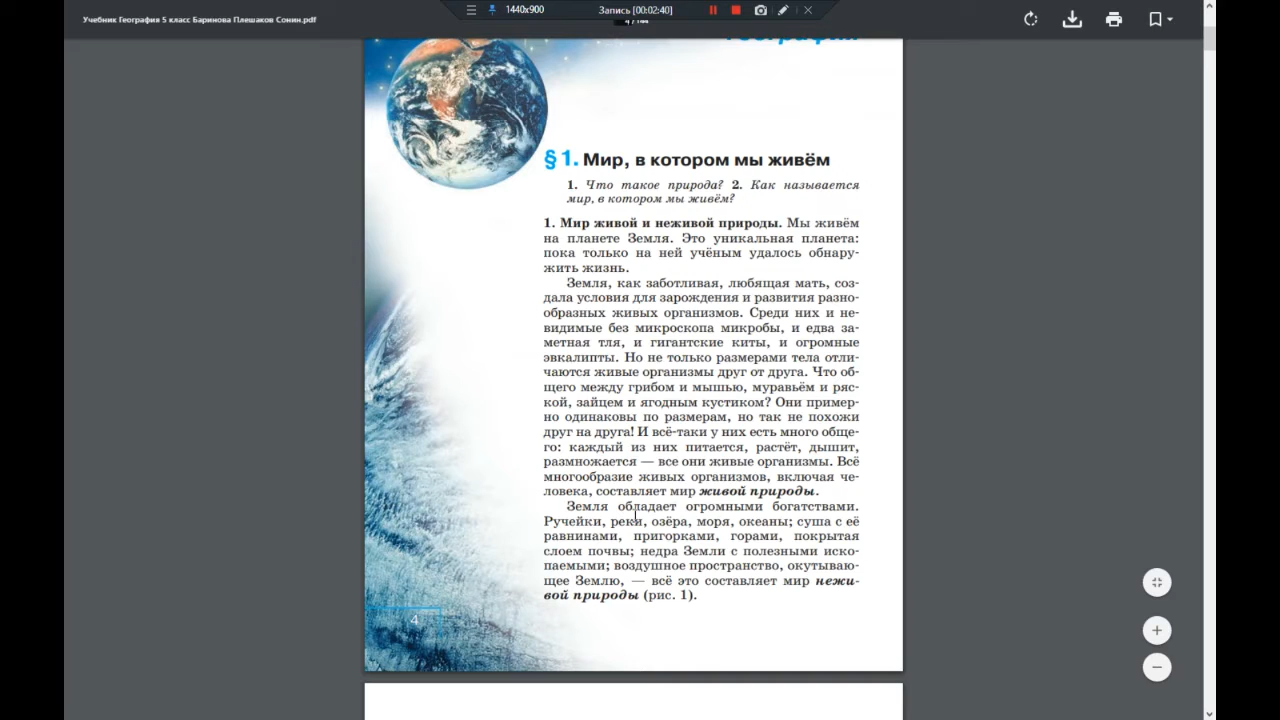 Учебник География 5 класс Баринова Плешаков Сонин.pdf
1440x900
Запись [00:02:40]
§ 1. Мир, в котором мы живём
1. Что такое природа? 2. Как называется
мир, в котором мы живём?
1. Мир живой и неживой природы. Мы живём
на планете Земля. Это уникальная планета:
пока только на ней учёным удалось обнару-
жить жизнь.
Земля, как заботливая, любящая мать, соз-
дала условия для зарождения и развития разно-
образных живых организмов. Среди них и не-
видимые без микроскопа микробы, и едва за-
метная тля, и гигантские киты, и огромные
эвкалипты. Но не только размерами тела отли-
чаются живые организмы друг от друга. Что об-
щего между грибом и мышью, муравьём и ряс-
кой, зайцем и ягодным кустиком? Они пример-
но одинаковы по размерам, но так не похожи
друг на друга! И всё-таки у них есть много обще-
го: каждый из них питается, растёт, дышит,
размножается — все они живые организмы. Всё
многообразие живых организмов, включая че-
ловека, составляет мир живой природы.
Земля обладает огромными богатствами.
Ручейки, реки, озёра, моря, океаны; суша с её
равнинами, пригорками, горами, покрытая
слоем почвы; недра Земли с полезными иско-
паемыми; воздушное пространство, окутываю-
щее Землю, — всё это составляет мир нежи-
вой природы (рис. 1).
4